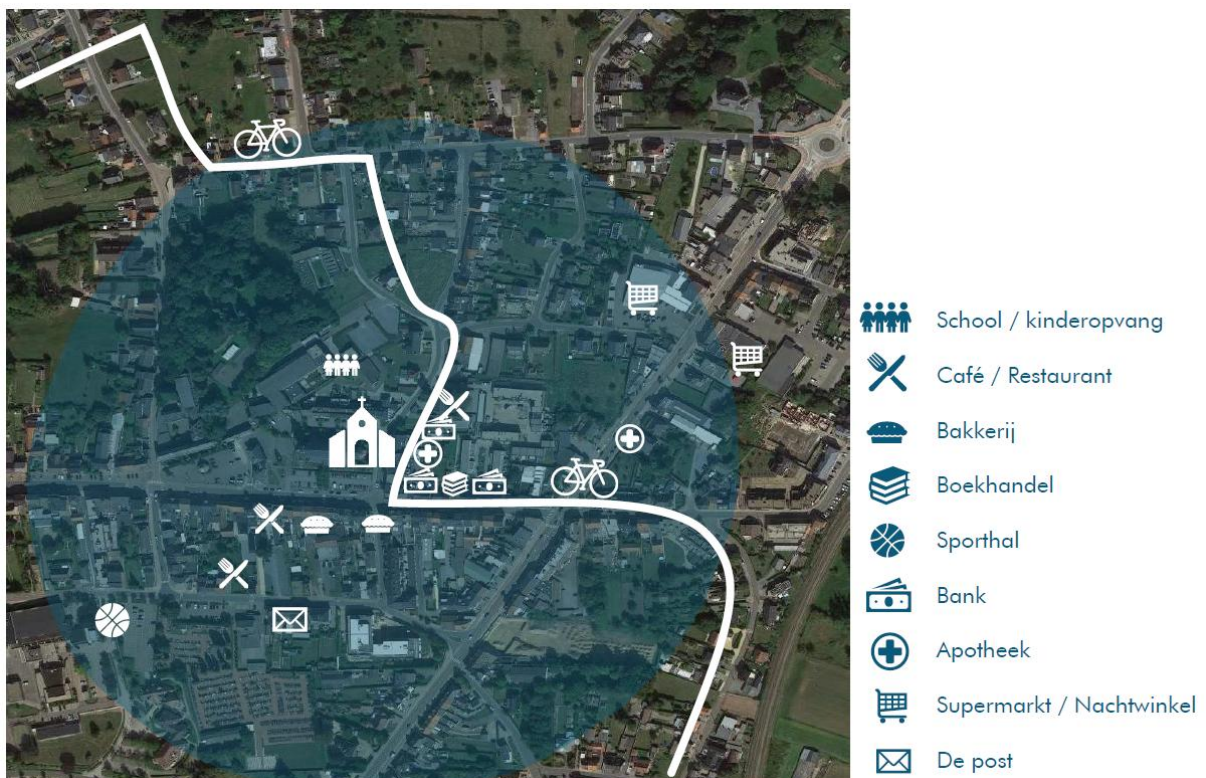 School / kinderopvang
Café / Restaurant
Bakkerij
Boekhandel
Sporthal
Bank
Apotheek
Supermarkt / Nachtwinkel
De post